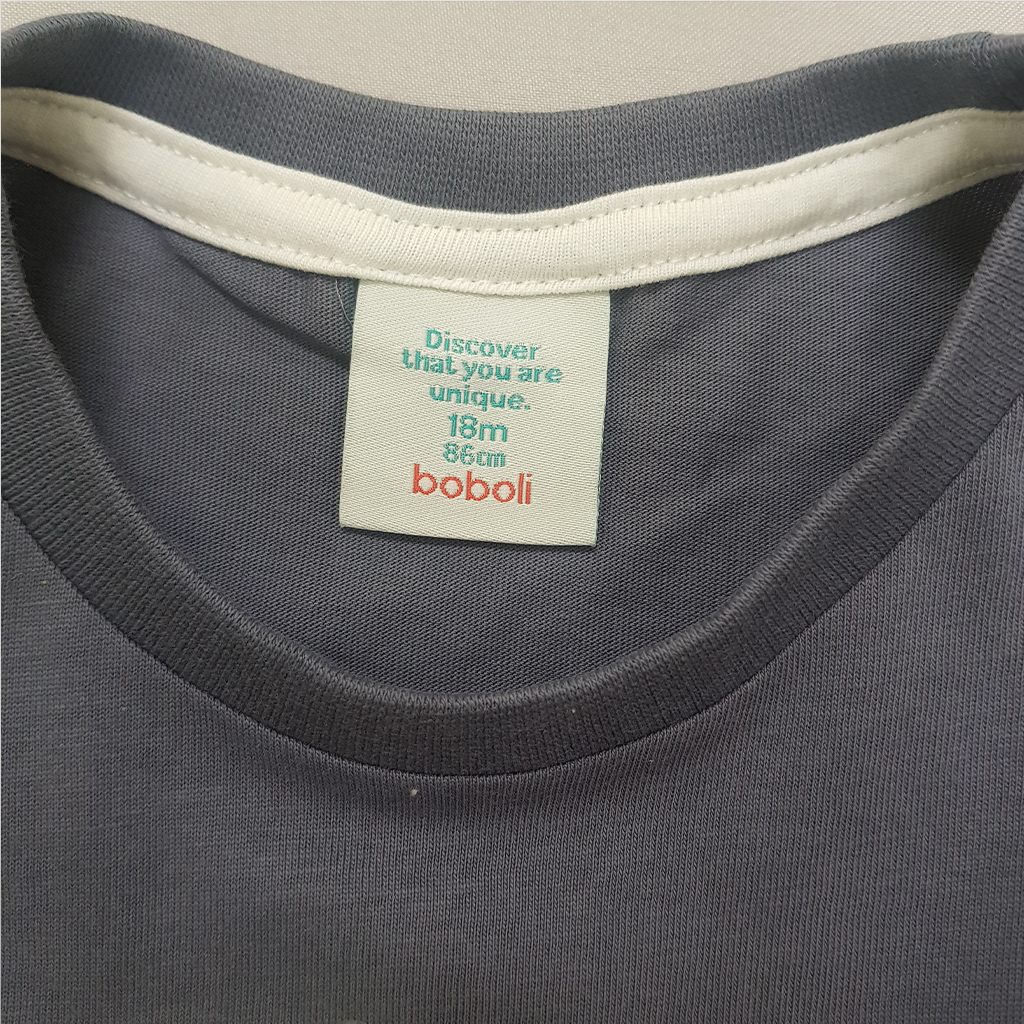 Discover
that you are
unique.
18m
86cm
boboli